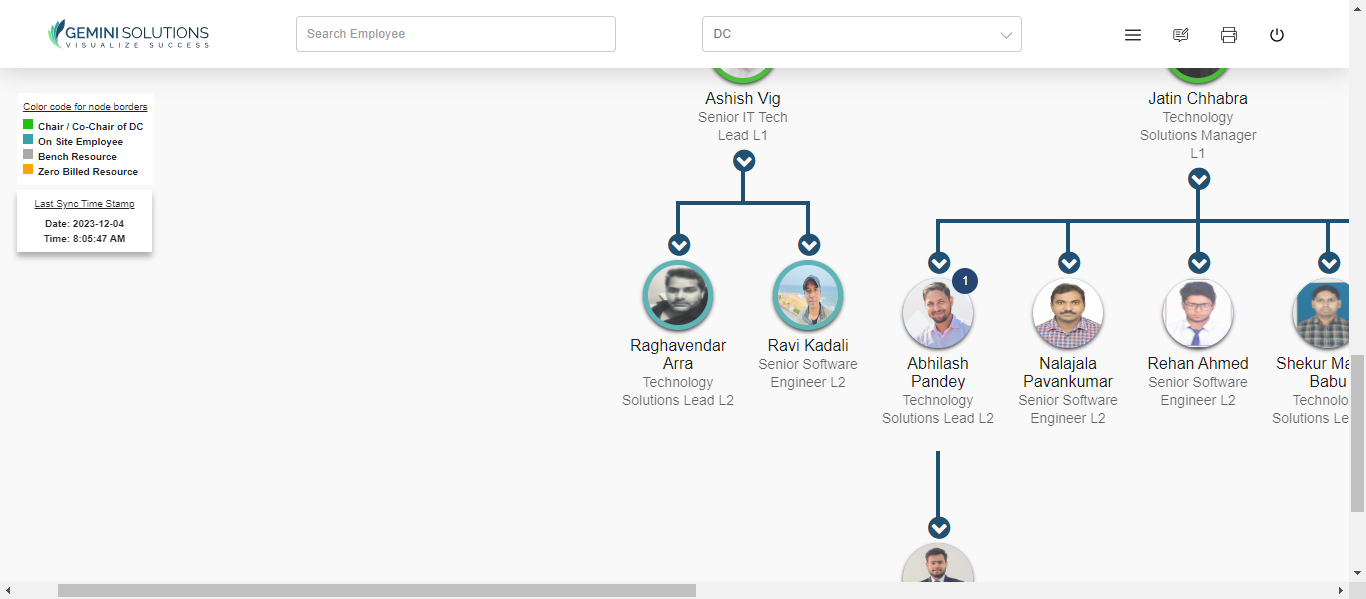 GEMINI SOLUTIONS
VISUALIZE SUCCESS
Search Employee
DC
Color code for node borders
Chair / Co-Chair of DC
On Site Employee
Bench Resource
Zero Billed Resource
Last Sync Time Stamp
Date: 2023-12-04
Time: 8:05:47 AM
Ashish Vig
Senior IT Tech
Lead L1
Jatin Chhabra
Technology
Solutions Manager
L1
Raghavendar
Arra
Technology
Solutions Lead L2
Ravi Kadali
Senior Software
Engineer L2
1
Abhilash
Pandey
Technology
Solutions Lead L2
Nalajala
Pavankumar
Senior Software
Engineer L2
Rehan Ahmed
Senior Software
Engineer L2
Shekur Ma
Babu
Technolo
Solutions Le